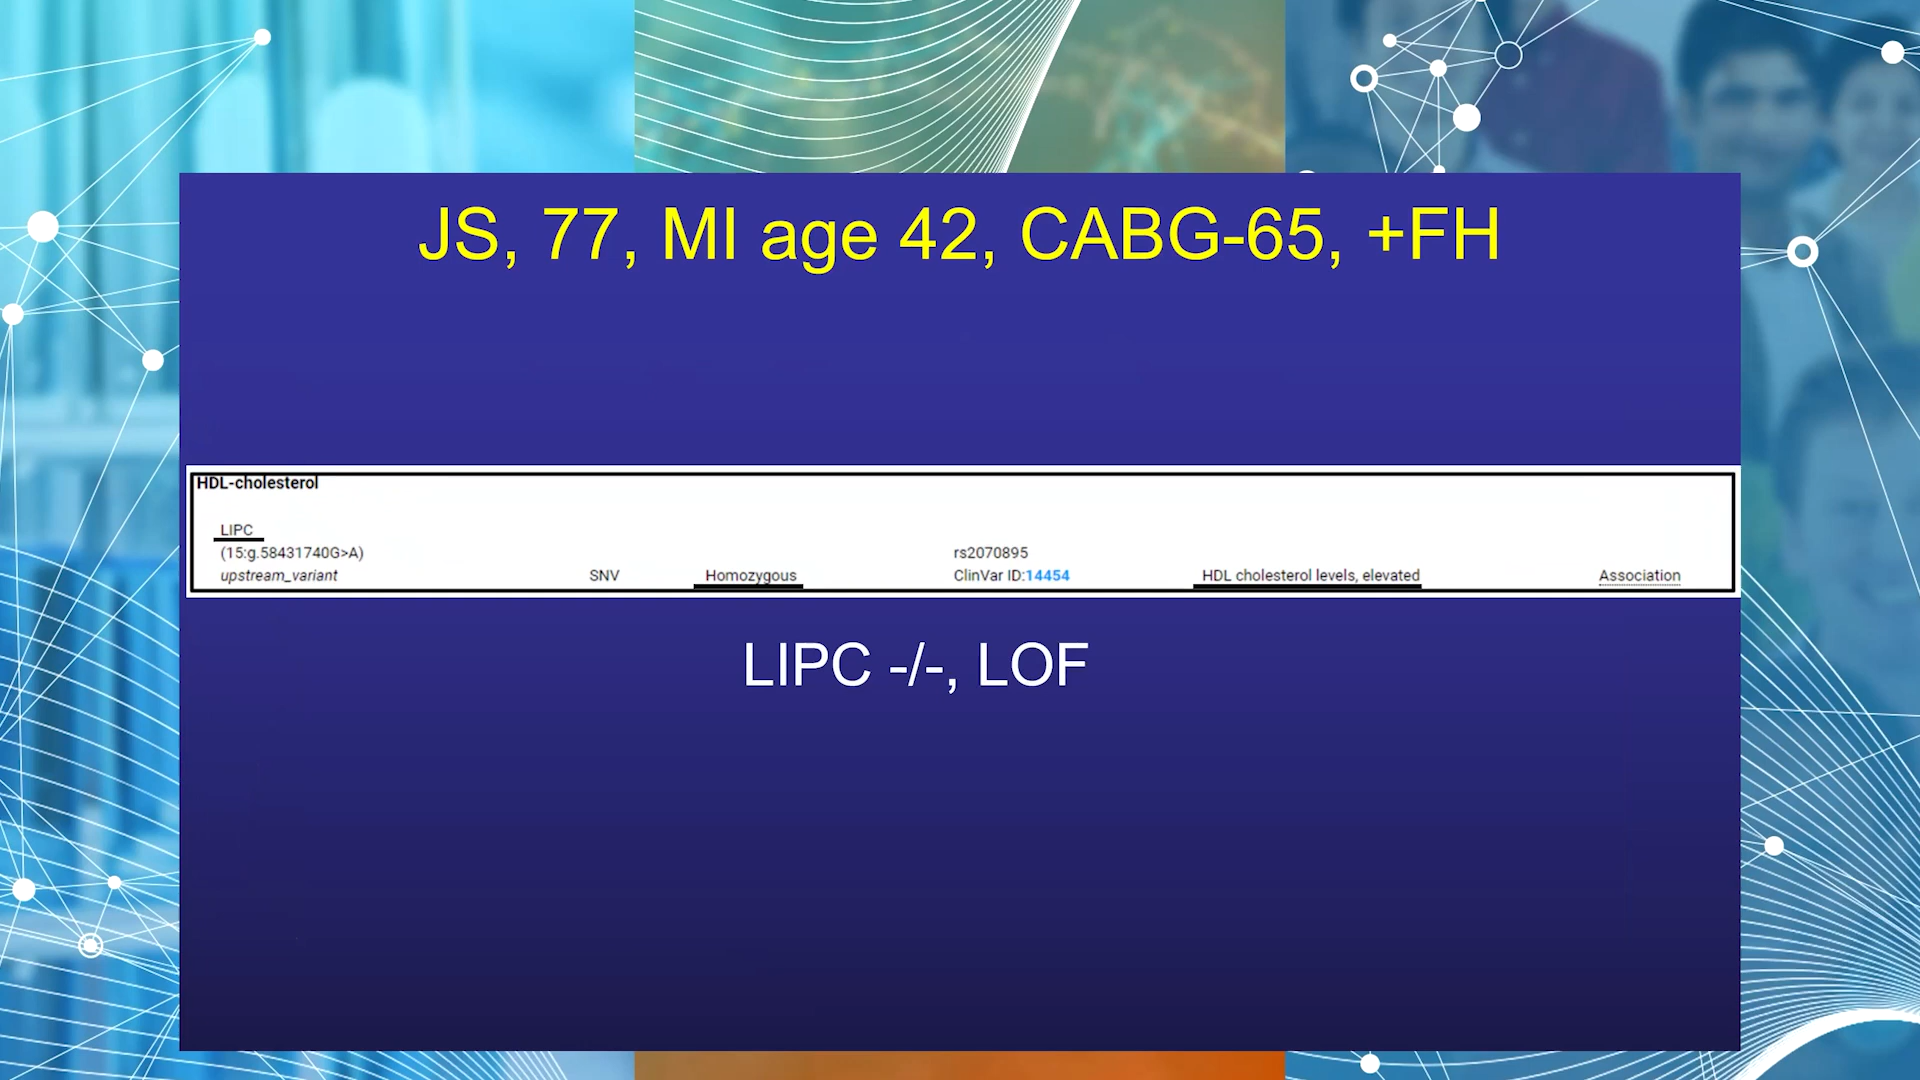 JS, 77, MI age 42, CABG-65, +FH
HDL-cholesterol
LIPC
(15:g.58431740G>A) rs2070895
upstream_variant SNV Homozygous ClinVar ID:14454 HDL cholesterol levels, elevated Association
LIPC -/-, LOF